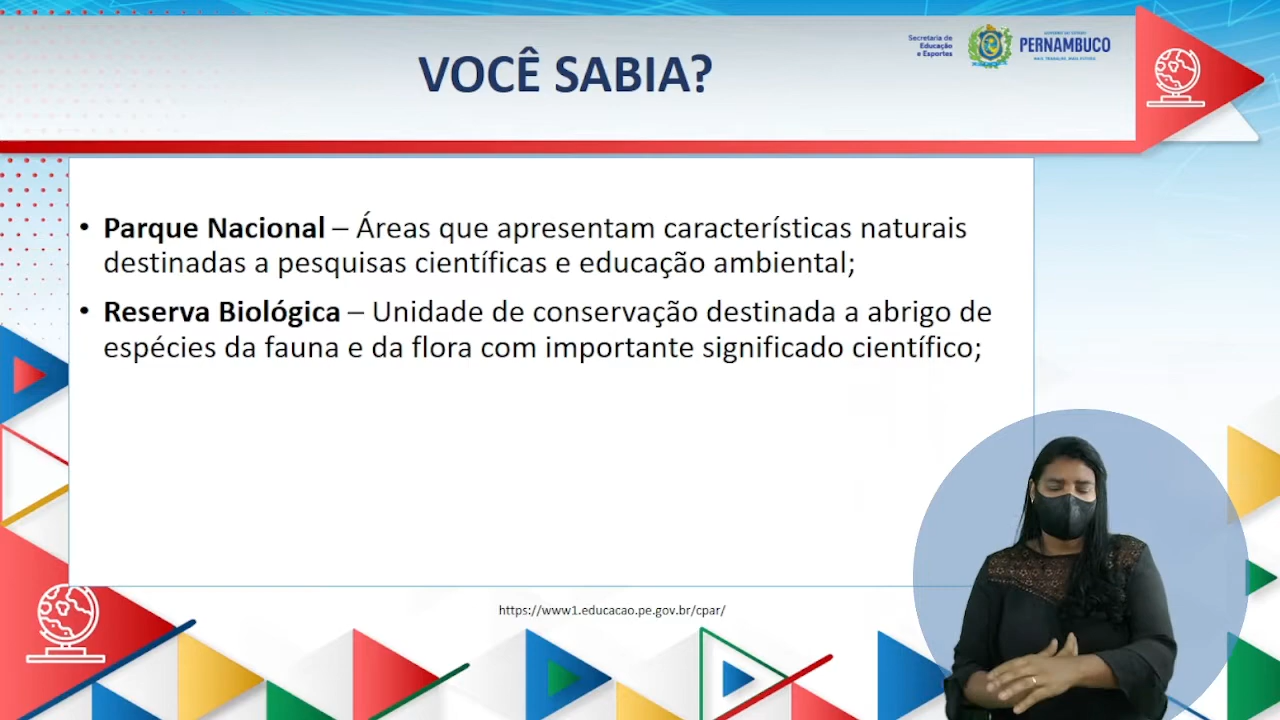 Secretaria de
Educação
e Esportes
GOVERNO DO ESTADO
PERNAMBUCO
MAIS TRABALHO, MAIS FUTURO.
VOCÊ SABIA?
• Parque Nacional – Áreas que apresentam características naturais
destinadas a pesquisas científicas e educação ambiental;
• Reserva Biológica – Unidade de conservação destinada a abrigo de
espécies da fauna e da flora com importante significado científico;
https://www1.educacao.pe.gov.br/cpar/